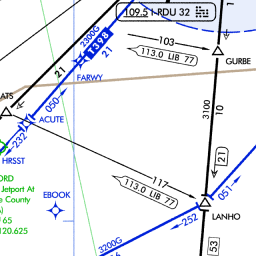 109.5 I RDU 32
2300G
1398
21
103
113.0 LIB 77
GURBE
FARWY
21
ATS
050
3100
10
ACUTE
232
HRSST
21
117
113.0 LIB 77
051
ORD
Jetport At
e County
A)
65
120.625
EBOOK
252
LANHO
3200G
53